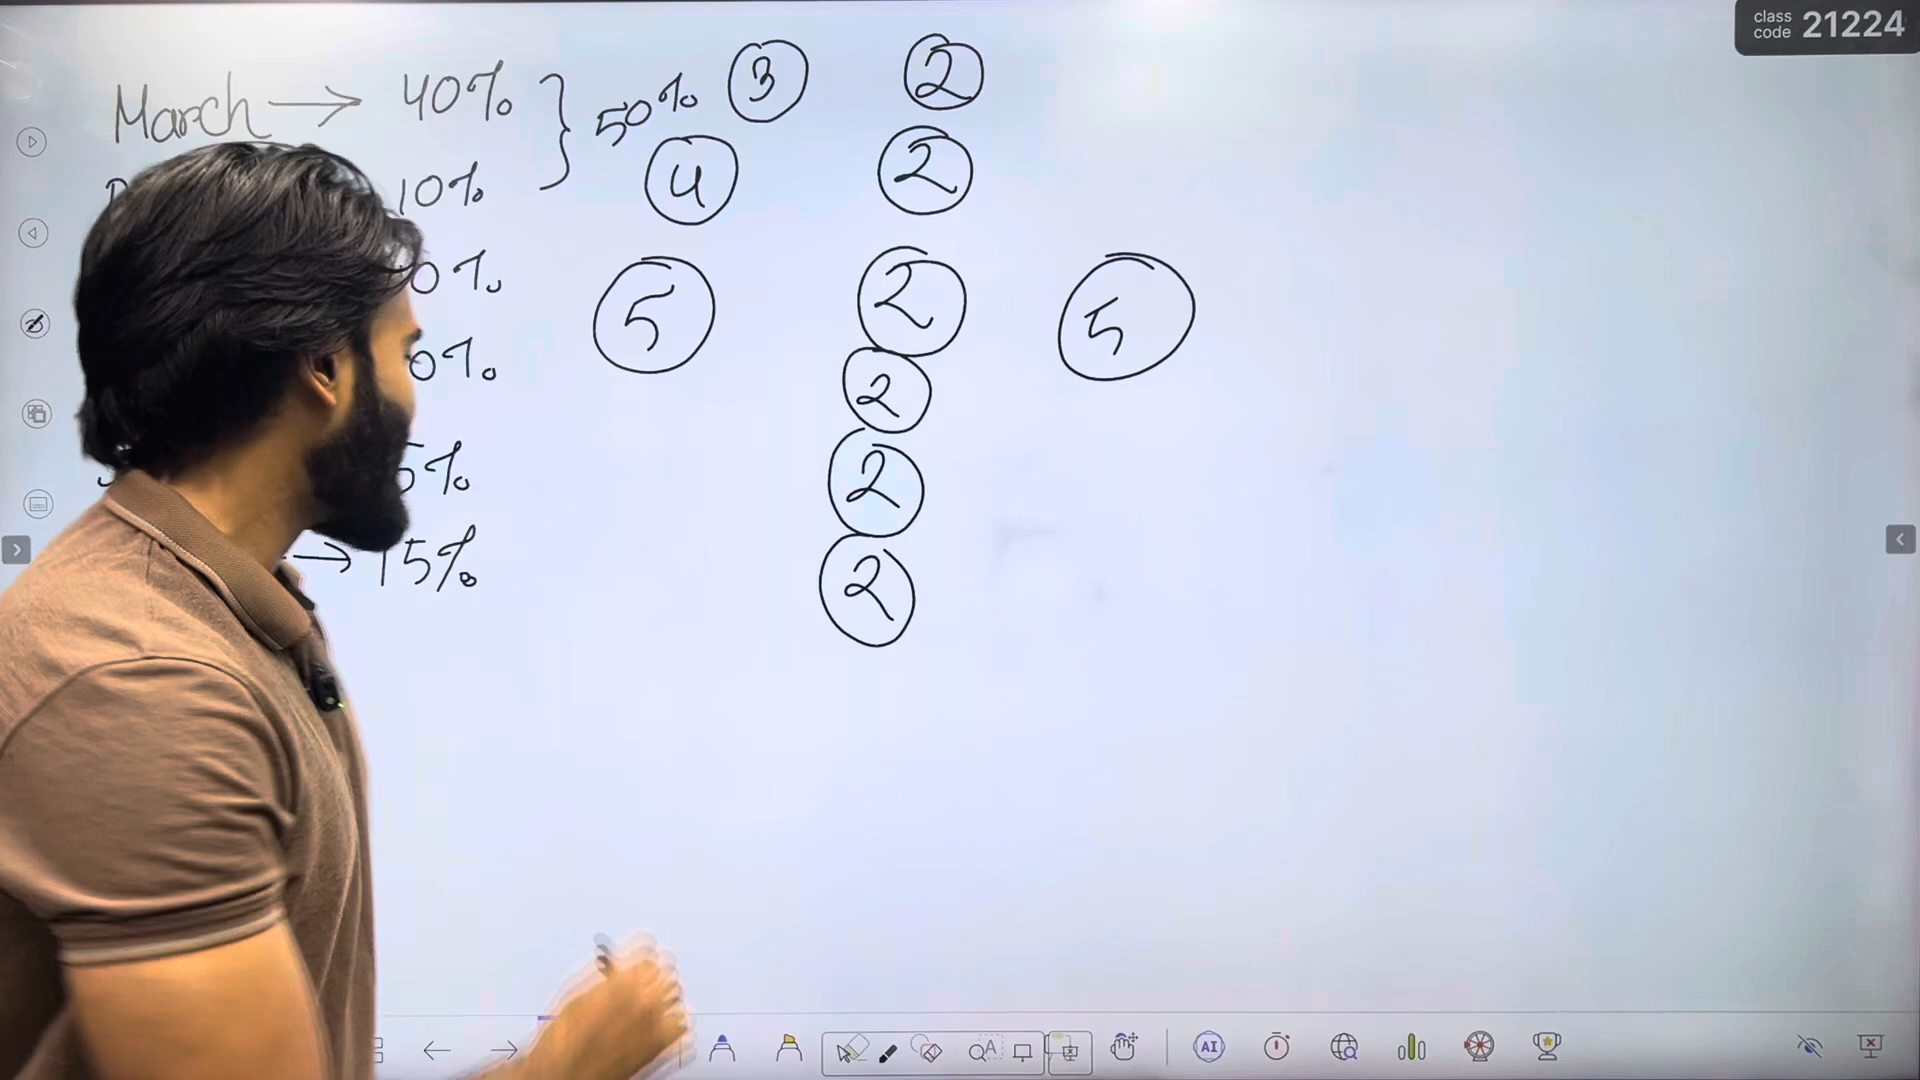 class code 21224
March → 40% } 50% 3 2
10% 4 2
0% 5 2 5
0% 2
5% 2
→ 15% 2
AI